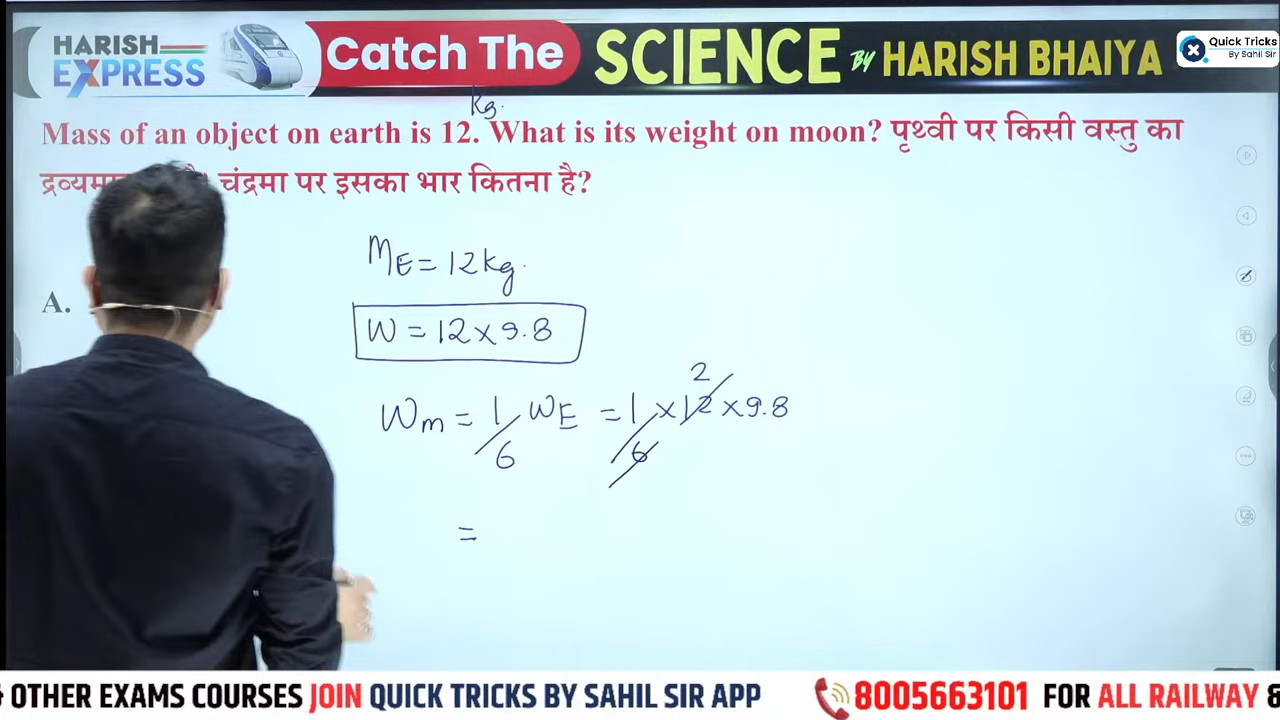 HARISH
EXPRESS
Catch The
SCIENCE BY HARISH BHAIYA
Quick Tricks
By Sahil Sir
kg.
Mass of an object on earth is 12. What is its weight on moon? पृथ्वी पर किसी वस्तु का
चंद्रमा पर इसका भार कितना है?
ME = 12kg.
A.
W = 12 × 9.8
2
Wm = 1/6 WE = 1/6 × 12 × 9.8
=
OTHER EXAMS COURSES JOIN QUICK TRICKS BY SAHIL SIR APP
8005663101 FOR ALL RAILWAY &